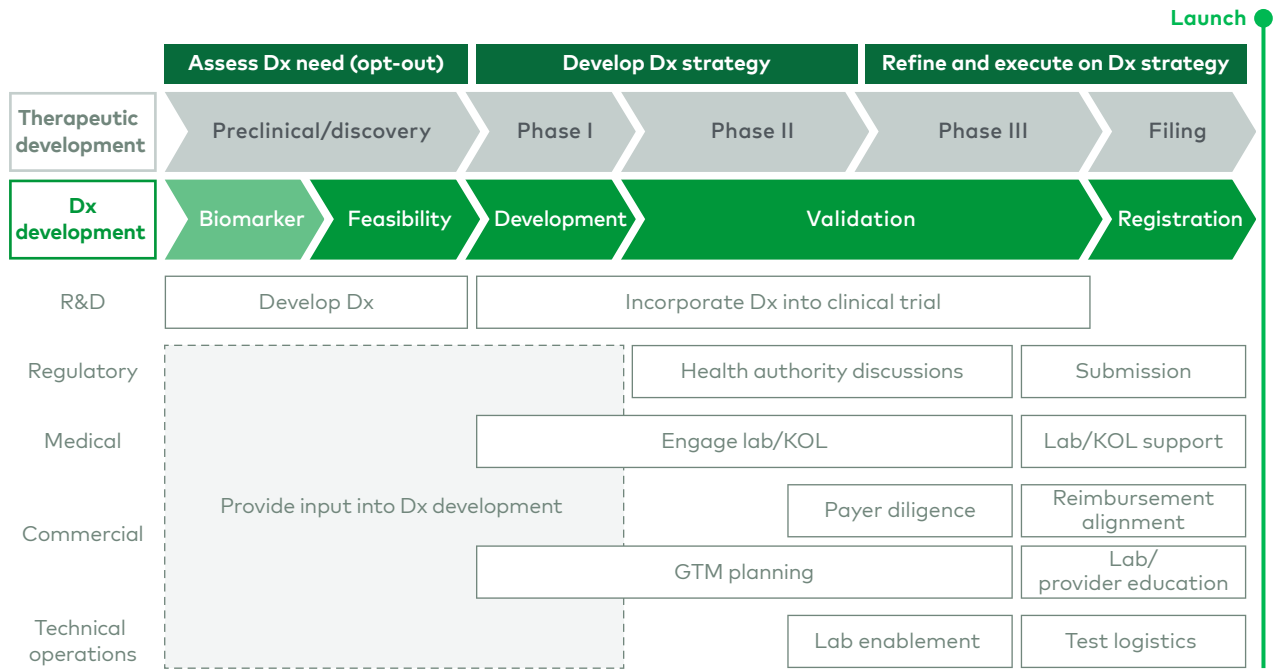 Launch
Assess Dx need (opt-out)
Develop Dx strategy
Refine and execute on Dx strategy
Therapeutic
development
Preclinical/discovery
Phase I
Phase II
Phase III
Filing
Dx
development
Biomarker
Feasibility
Development
Validation
Registration
R&D
Develop Dx
Incorporate Dx into clinical trial
Regulatory
Health authority discussions
Submission
Medical
Engage lab/KOL
Lab/KOL support
Provide input into Dx development
Commercial
Payer diligence
Reimbursement
alignment
GTM planning
Lab/
provider education
Technical
operations
Lab enablement
Test logistics